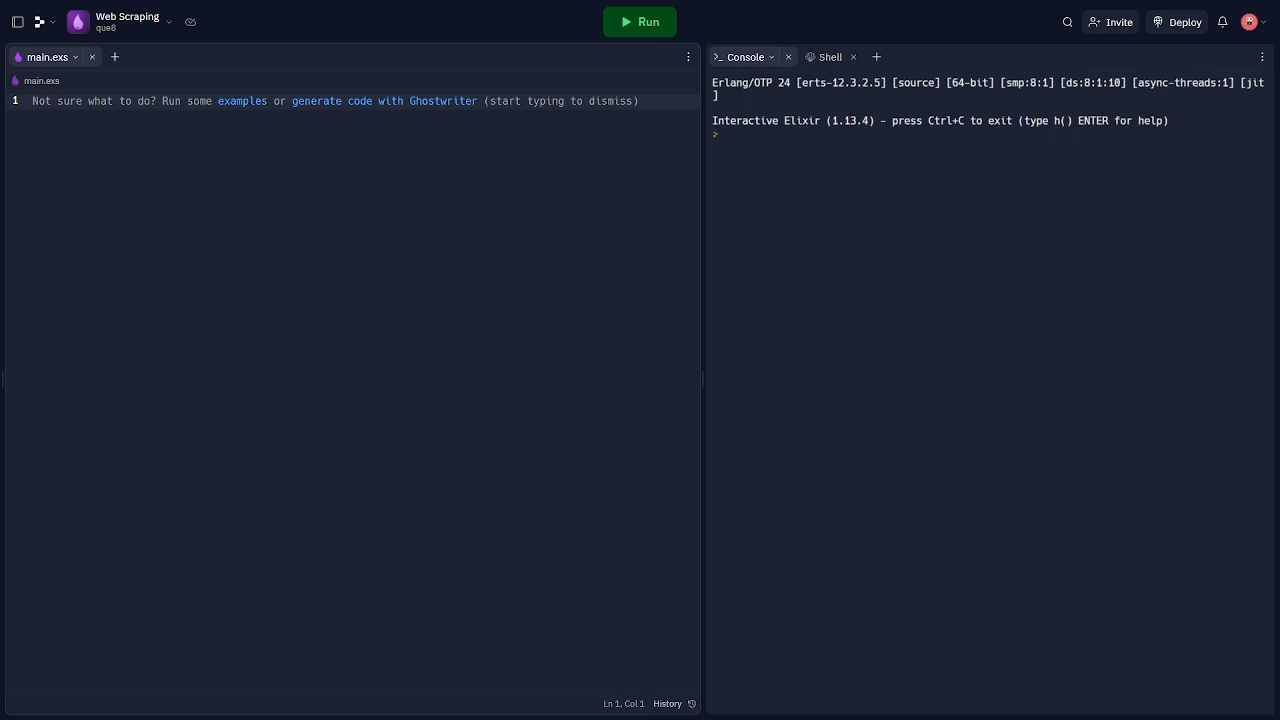 Web Scraping
que8
Run
Invite
Deploy
main.exs
Console
Shell
main.exs
1 Not sure what to do? Run some examples or generate code with Ghostwriter (start typing to dismiss)
Erlang/OTP 24 [erts-12.3.2.5] [source] [64-bit] [smp:8:1] [ds:8:1:10] [async-threads:1] [jit
]
Interactive Elixir (1.13.4) - press Ctrl+C to exit (type h() ENTER for help)
>
Ln 1, Col 1 History